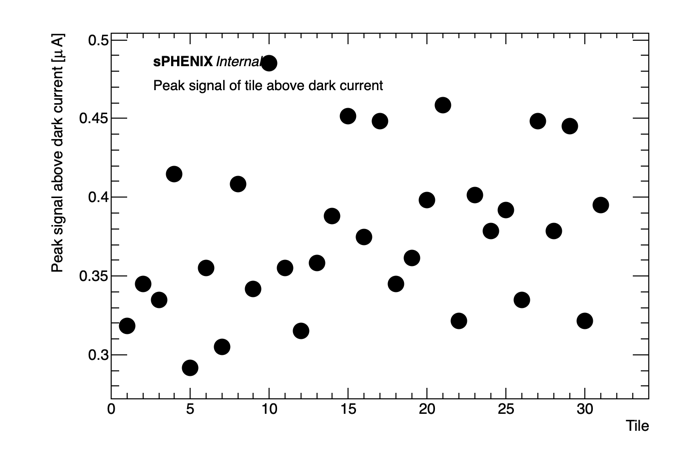 Peak signal above dark current [μA]
0.5
0.45
0.4
0.35
0.3
sPHENIX Internal
Peak signal of tile above dark current
0 5 10 15 20 25 30
Tile